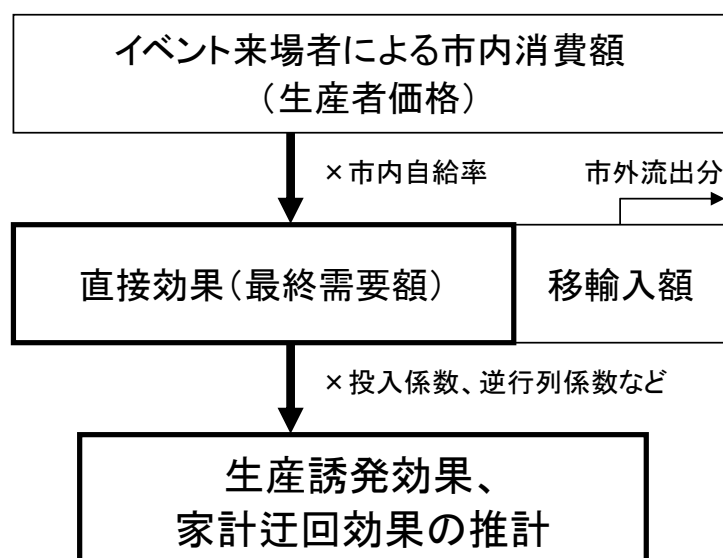 イベント来場者による市内消費額
（生産者価格）
×市内自給率
市外流出分
直接効果（最終需要額）
移輸入額
×投入係数、逆行列係数など
生産誘発効果、
家計迂回効果の推計